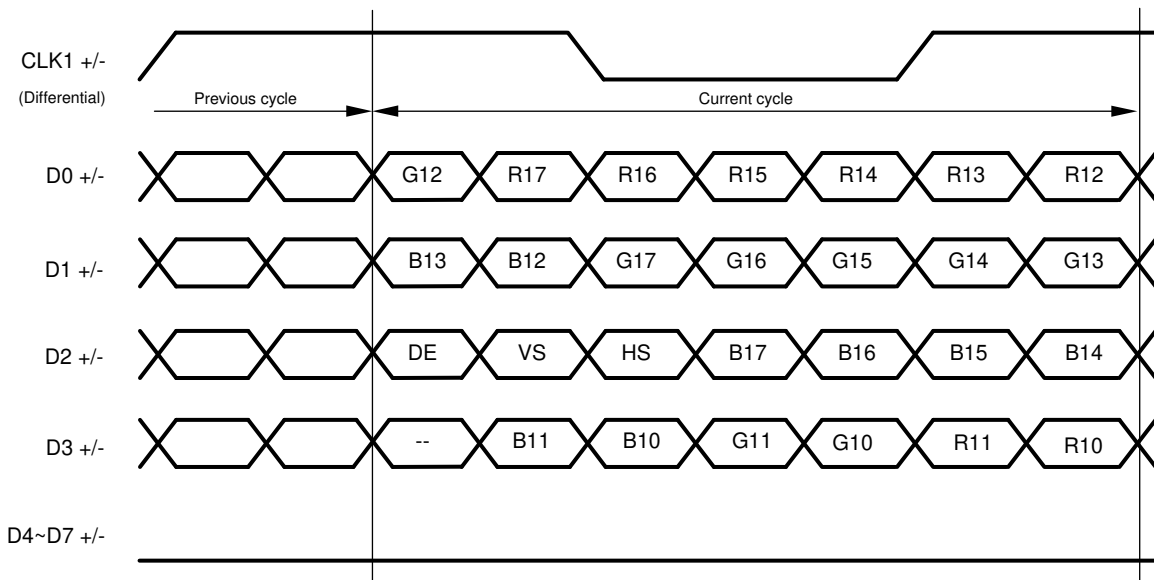 CLK1 +/-
(Differential)
Previous cycle
Current cycle
D0 +/- G12 R17 R16 R15 R14 R13 R12
D1 +/- B13 B12 G17 G16 G15 G14 G13
D2 +/- DE VS HS B17 B16 B15 B14
D3 +/- -- B11 B10 G11 G10 R11 R10
D4~D7 +/-